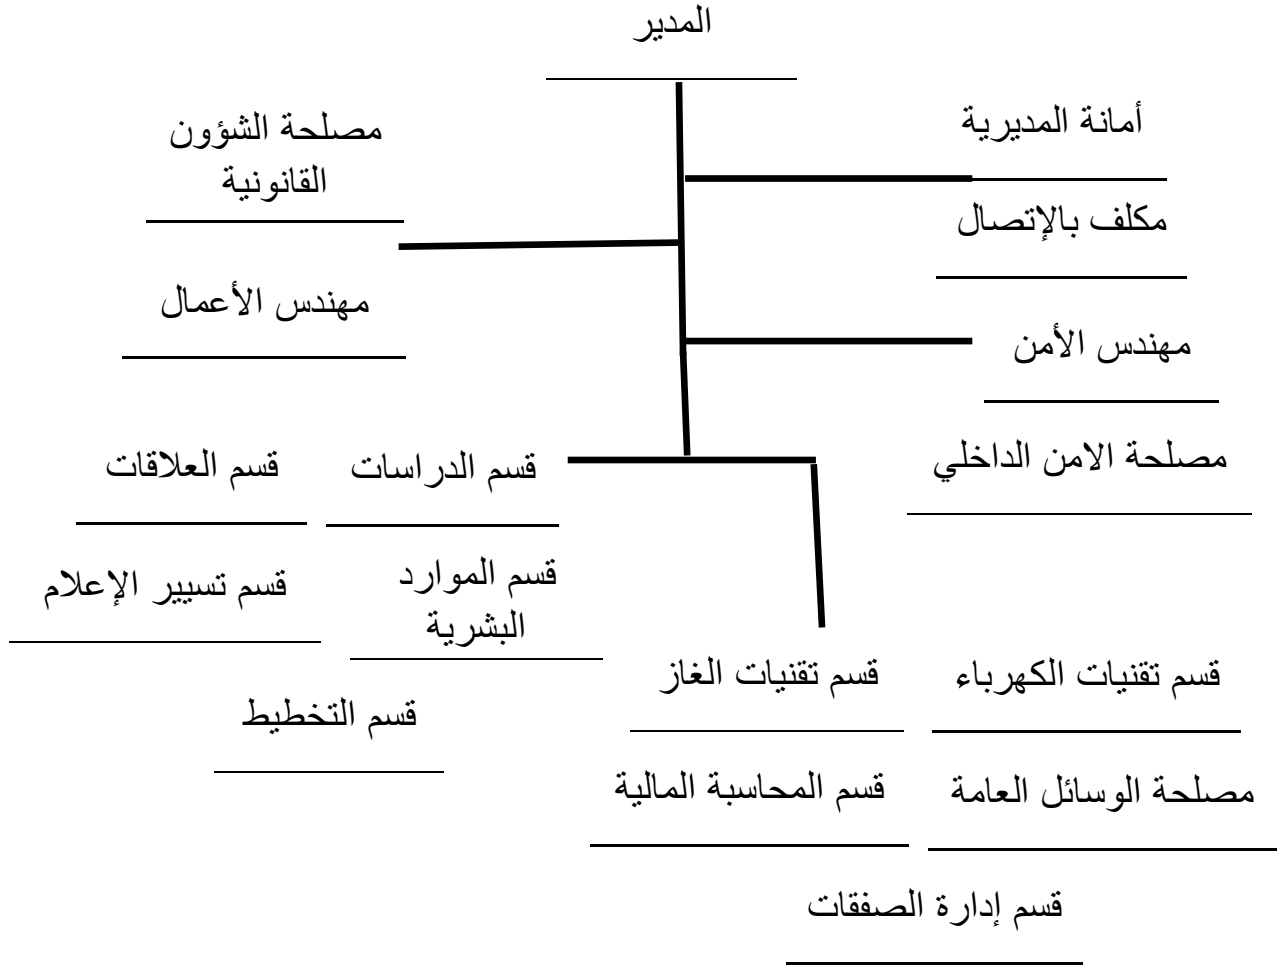 المدير
أمانة المديرية
مصلحة الشؤون
القانونية
مكلف بالإتصال
مهندس الأعمال
مهندس الأمن
مصلحة الامن الداخلي
قسم الدراسات
قسم العلاقات
قسم الموارد
البشرية
قسم تسيير الإعلام
قسم تقنيات الكهرباء
قسم تقنيات الغاز
قسم التخطيط
مصلحة الوسائل العامة
قسم المحاسبة المالية
قسم إدارة الصفقات